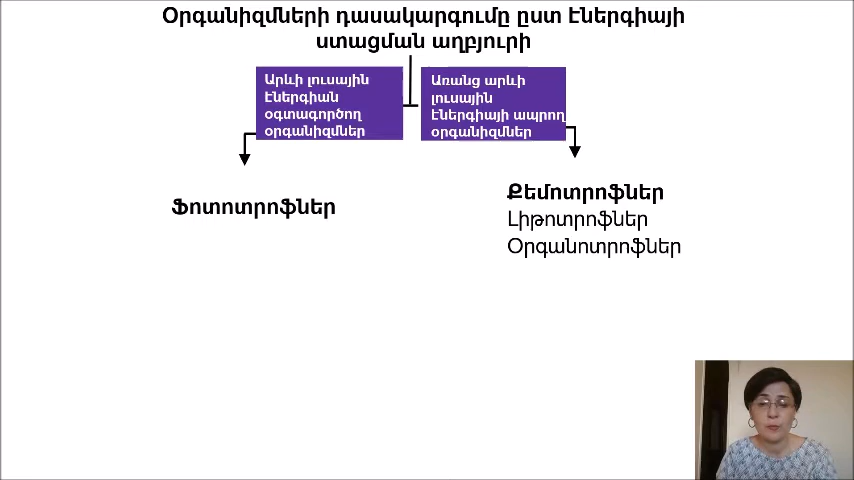 Օրգանիզմների դասակարգումը ըստ էներգիայի
ստացման աղբյուրի
Արևի լուսային
էներգիան
օգտագործող
օրգանիզմներ
Առանց արևի
լուսային
էներգիայի ապրող
օրգանիզմներ
Ֆոտոտրոֆներ
Քեմոտրոֆներ
Լիթոտրոֆներ
Օրգանոտրոֆներ